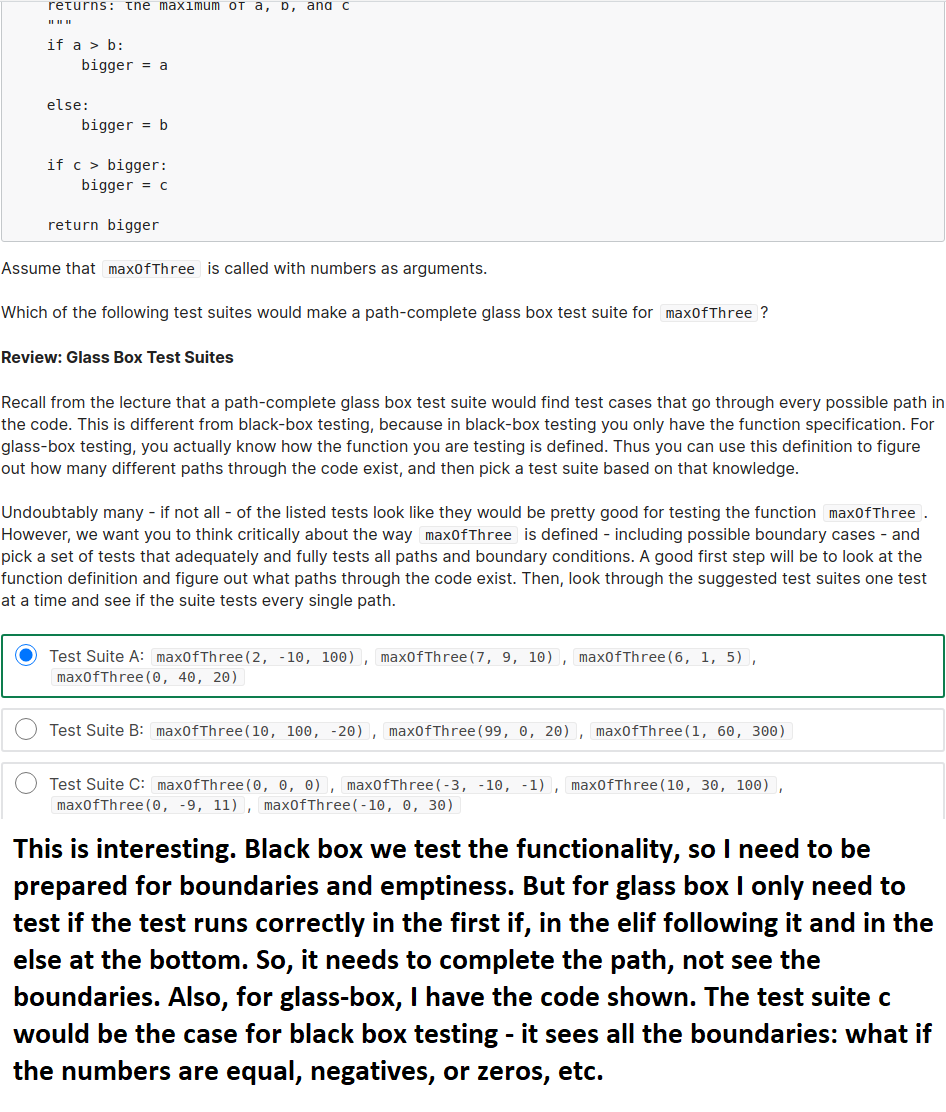 returns: the maximum of a, b, and c
"""
if a > b:
bigger = a
else:
bigger = b
if c > bigger:
bigger = c
return bigger
Assume that maxOfThree is called with numbers as arguments.
Which of the following test suites would make a path-complete glass box test suite for maxOfThree ?
Review: Glass Box Test Suites
Recall from the lecture that a path-complete glass box test suite would find test cases that go through every possible path in
the code. This is different from black-box testing, because in black-box testing you only have the function specification. For
glass-box testing, you actually know how the function you are testing is defined. Thus you can use this definition to figure
out how many different paths through the code exist, and then pick a test suite based on that knowledge.
Undoubtably many - if not all - of the listed tests look like they would be pretty good for testing the function maxOfThree .
However, we want you to think critically about the way maxOfThree is defined - including possible boundary cases - and
pick a set of tests that adequately and fully tests all paths and boundary conditions. A good first step will be to look at the
function definition and figure out what paths through the code exist. Then, look through the suggested test suites one test
at a time and see if the suite tests every single path.
Test Suite A: maxOfThree(2, -10, 100) , maxOfThree(7, 9, 10) , maxOfThree(6, 1, 5) ,
maxOfThree(0, 40, 20)
Test Suite B: maxOfThree(10, 100, -20) , maxOfThree(99, 0, 20) , maxOfThree(1, 60, 300)
Test Suite C: maxOfThree(0, 0, 0) , maxOfThree(-3, -10, -1) , maxOfThree(10, 30, 100) ,
maxOfThree(0, -9, 11) , maxOfThree(-10, 0, 30)
This is interesting. Black box we test the functionality, so I need to be
prepared for boundaries and emptiness. But for glass box I only need to
test if the test runs correctly in the first if, in the elif following it and in the
else at the bottom. So, it needs to complete the path, not see the
boundaries. Also, for glass-box, I have the code shown. The test suite c
would be the case for black box testing - it sees all the boundaries: what if
the numbers are equal, negatives, or zeros, etc.